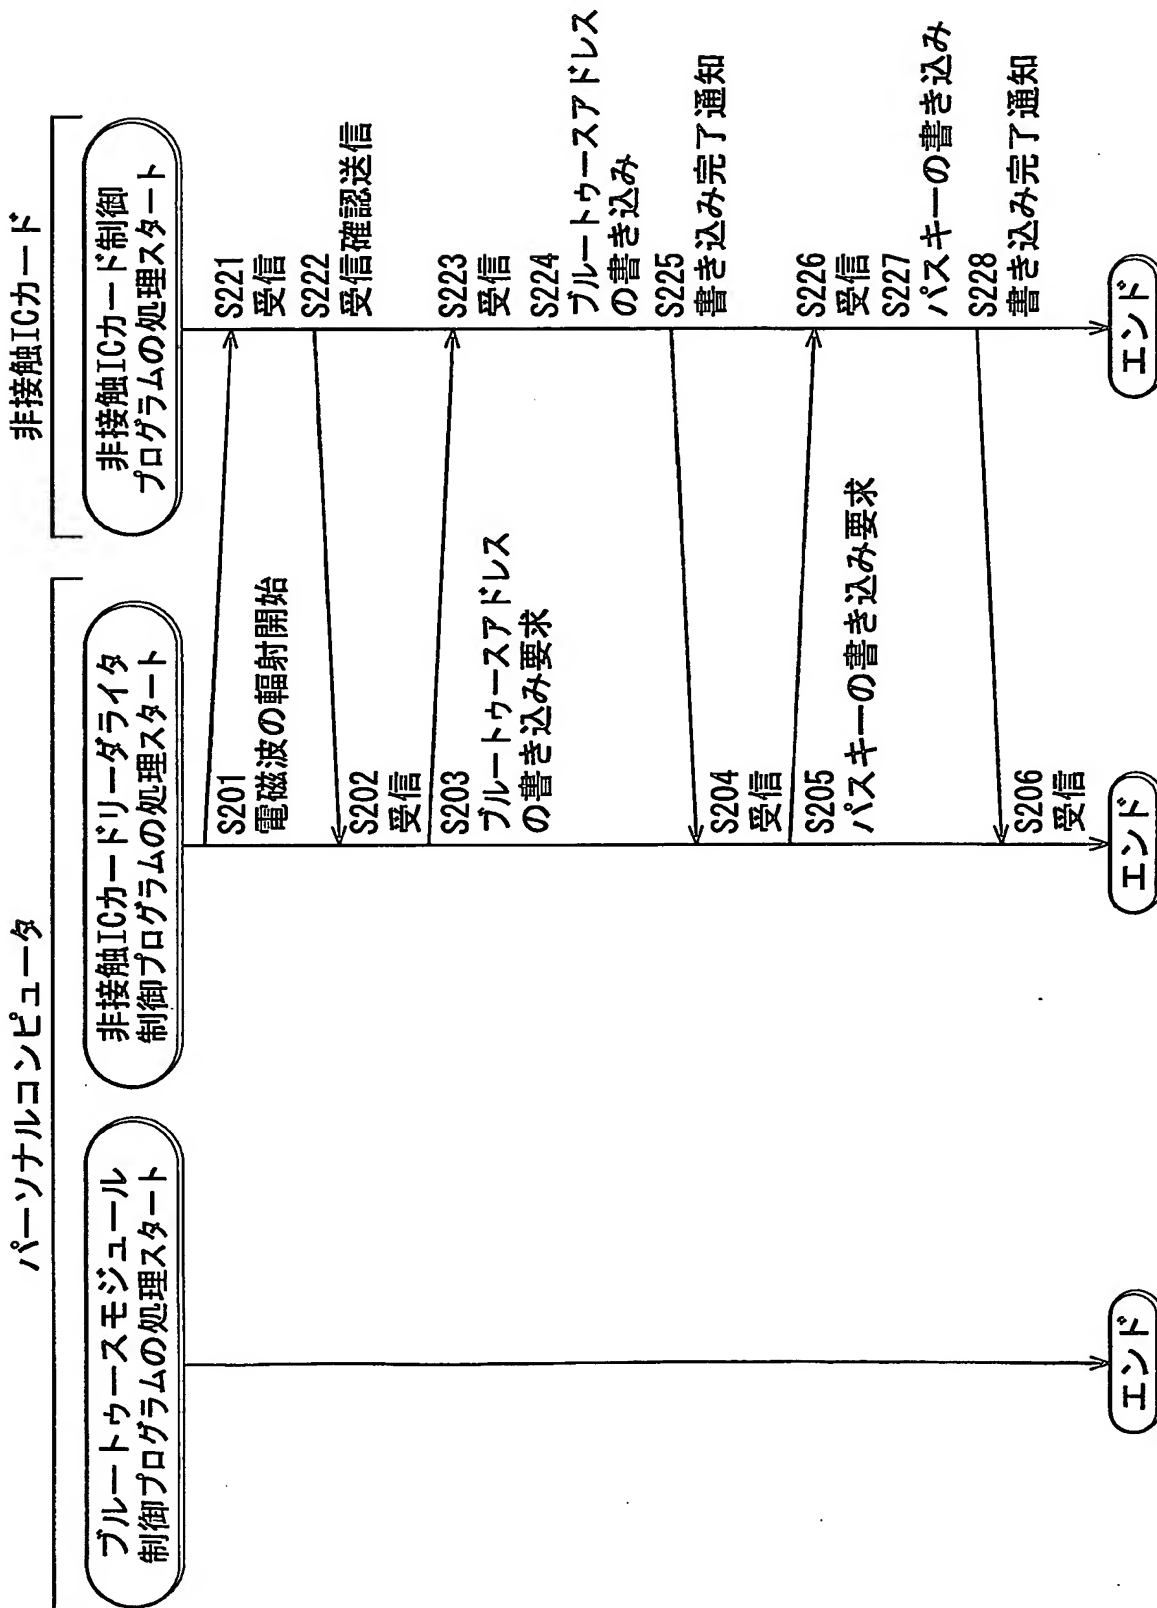 パーソナルコンピュータ
非接触ICカード
ブルートゥースモジュール
制御プログラムの処理スタート
非接触ICカードリーダライタ
制御プログラムの処理スタート
非接触ICカード制御
プログラムの処理スタート
S201
電磁波の輻射開始
S221
受信
S222
受信確認送信
S202
受信
S203
ブルートゥースアドレス
の書き込み要求
S223
受信
S224
ブルートゥースアドレス
の書き込み
S225
書き込み完了通知
S204
受信
S205
パスキーの書き込み要求
S226
受信
S227
パスキーの書き込み
S228
書き込み完了通知
S206
受信
エンド
エンド
エンド